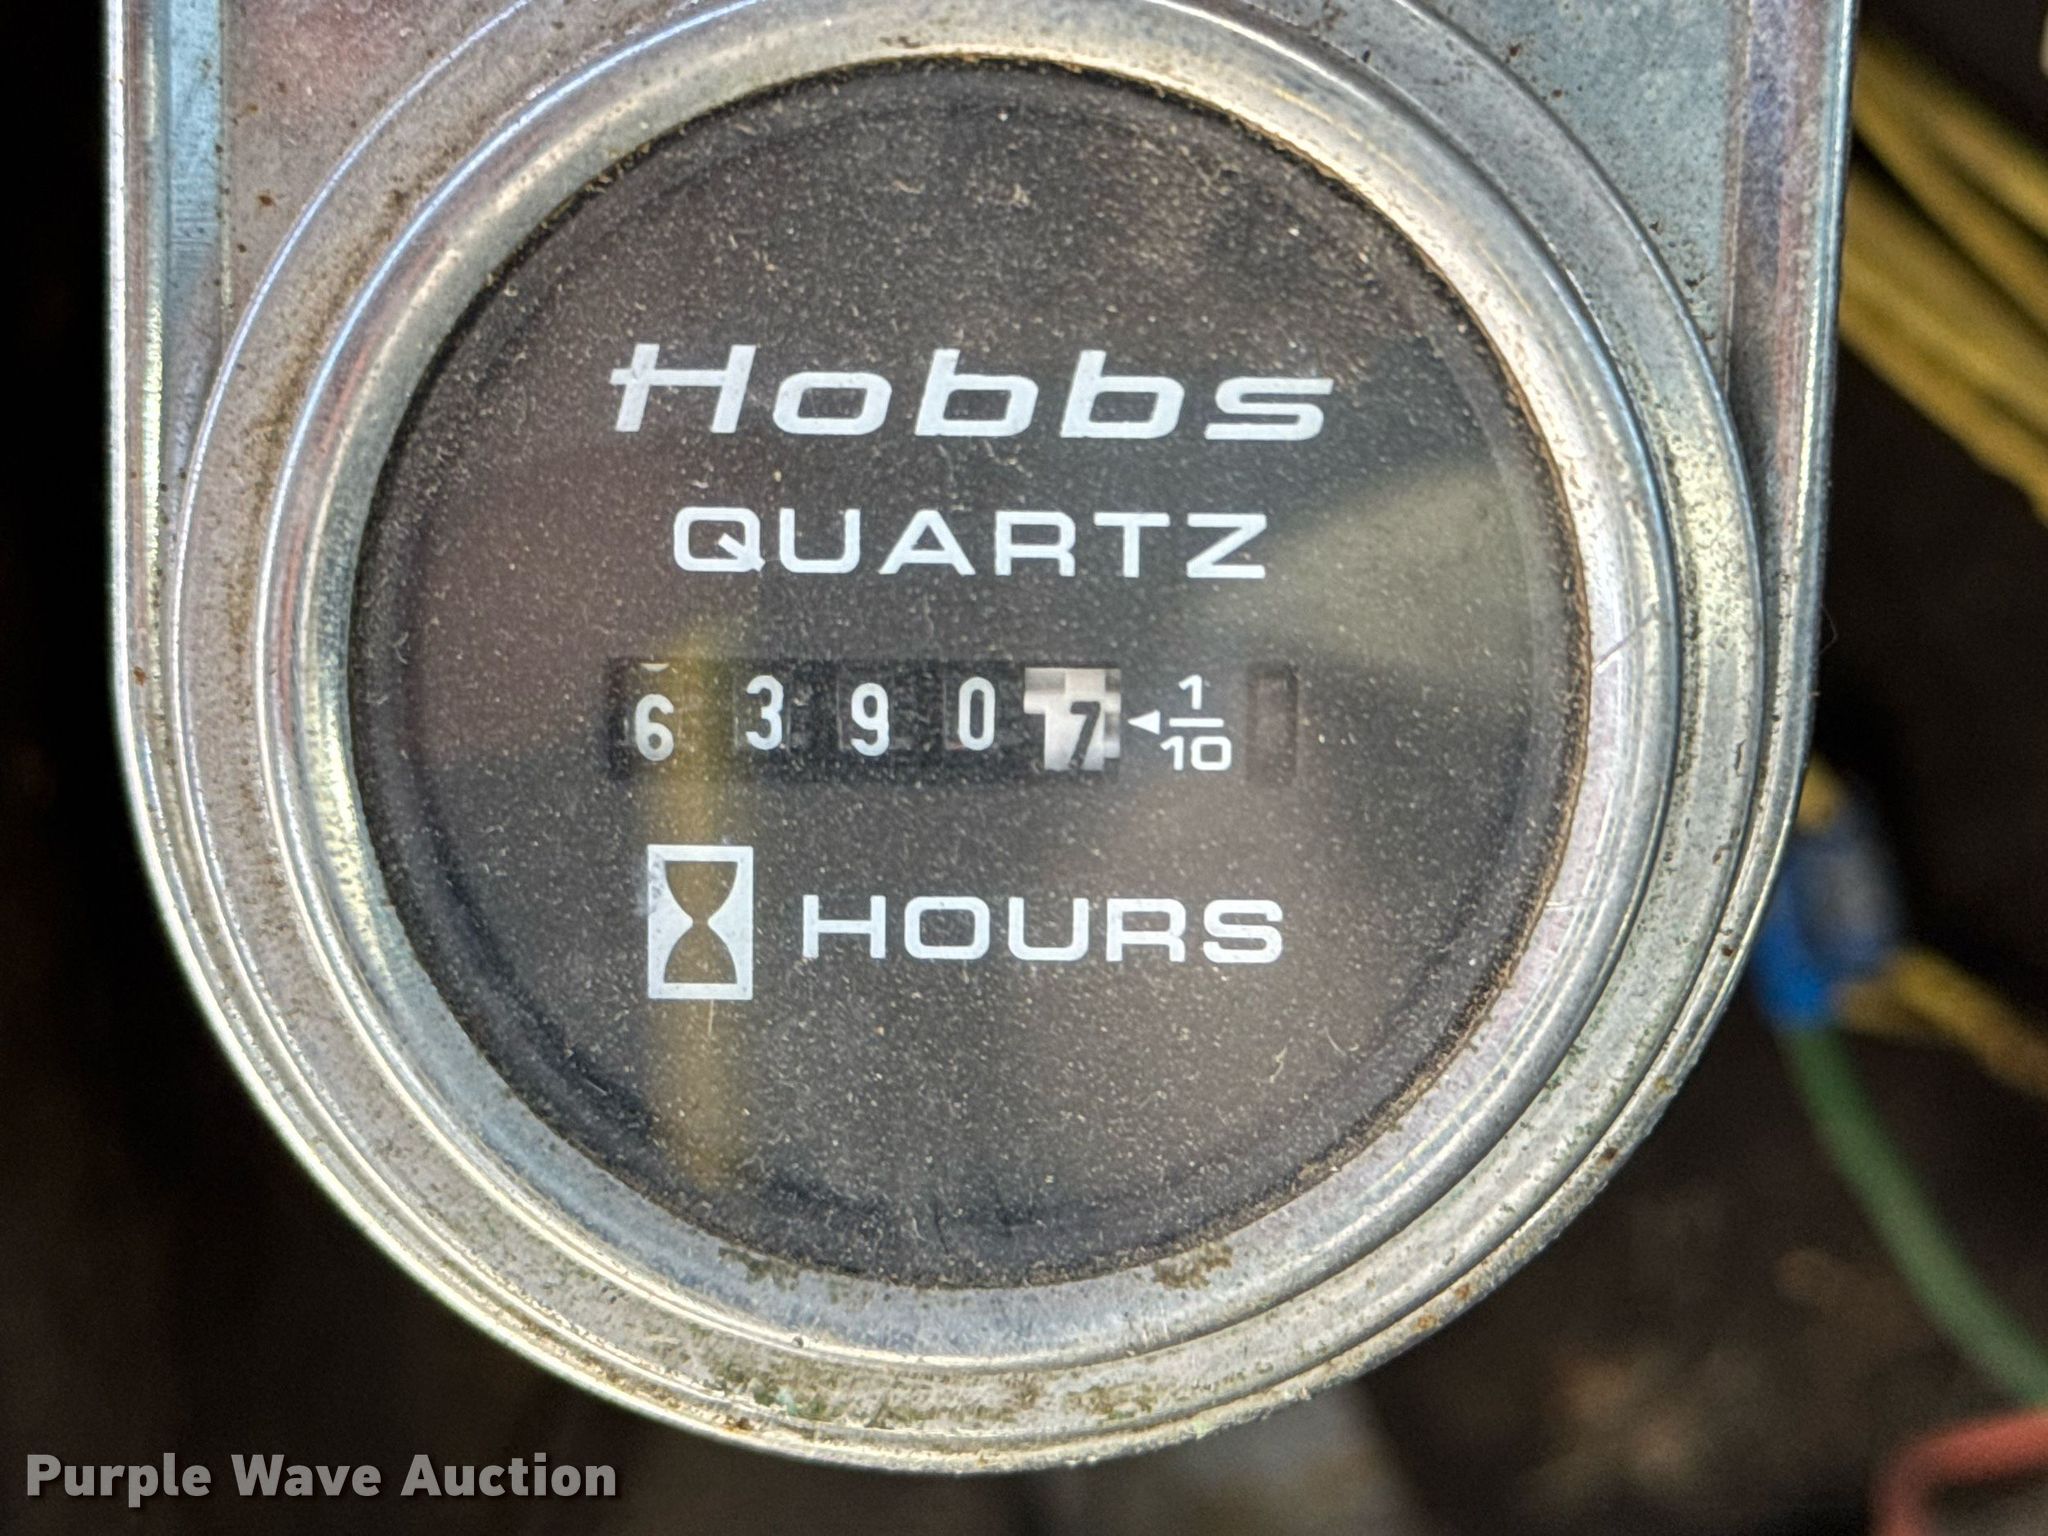 Hobbs
QUARTZ
6 3 9 0 7 ◄ 1/10
HOURS
Purple Wave Auction